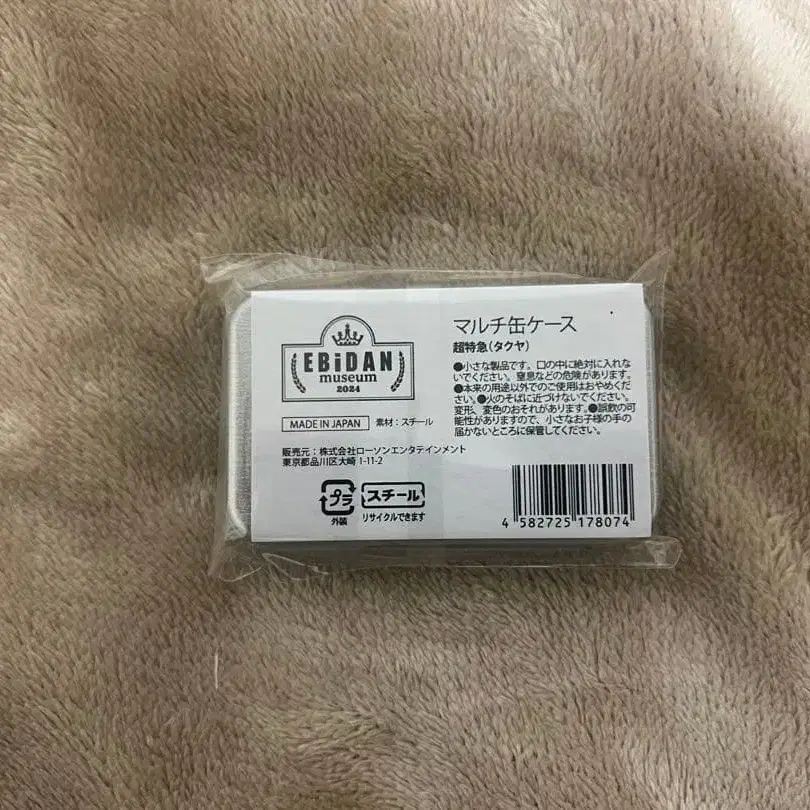 EBiDAN
museum
2024
MADE IN JAPAN
素材：スチール
販売元：株式会社ローソンエンタテインメント
東京都品川区大崎 1-11-2
プラ
外装
スチール
リサイクルできます
マルチ缶ケース
超特急（タクヤ）
●小さな製品です。口の中に絶対に入れな
いでください。窒息などの危険があります。
●本来の用途以外でのご使用はおやめくだ
さい。●火のそばに近づけないでください。
変形、変色のおそれがあります。●誤飲の可
能性がありますので、小さなお子様の手の
届かないところに保管してください。
4 582725 178074